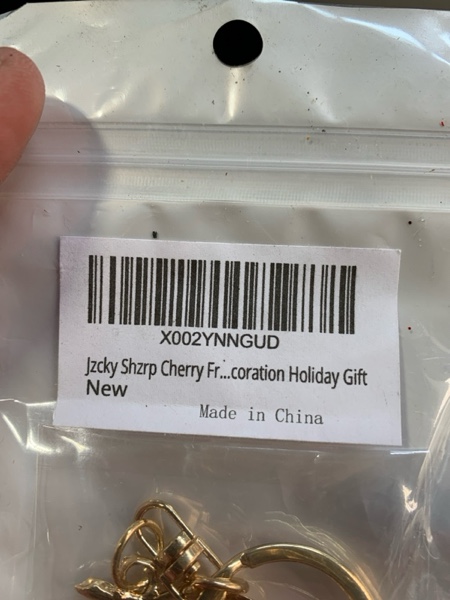 X002YNNGUD
Jzcky Shzrp Cherry Fr...coration Holiday Gift
New
Made in China